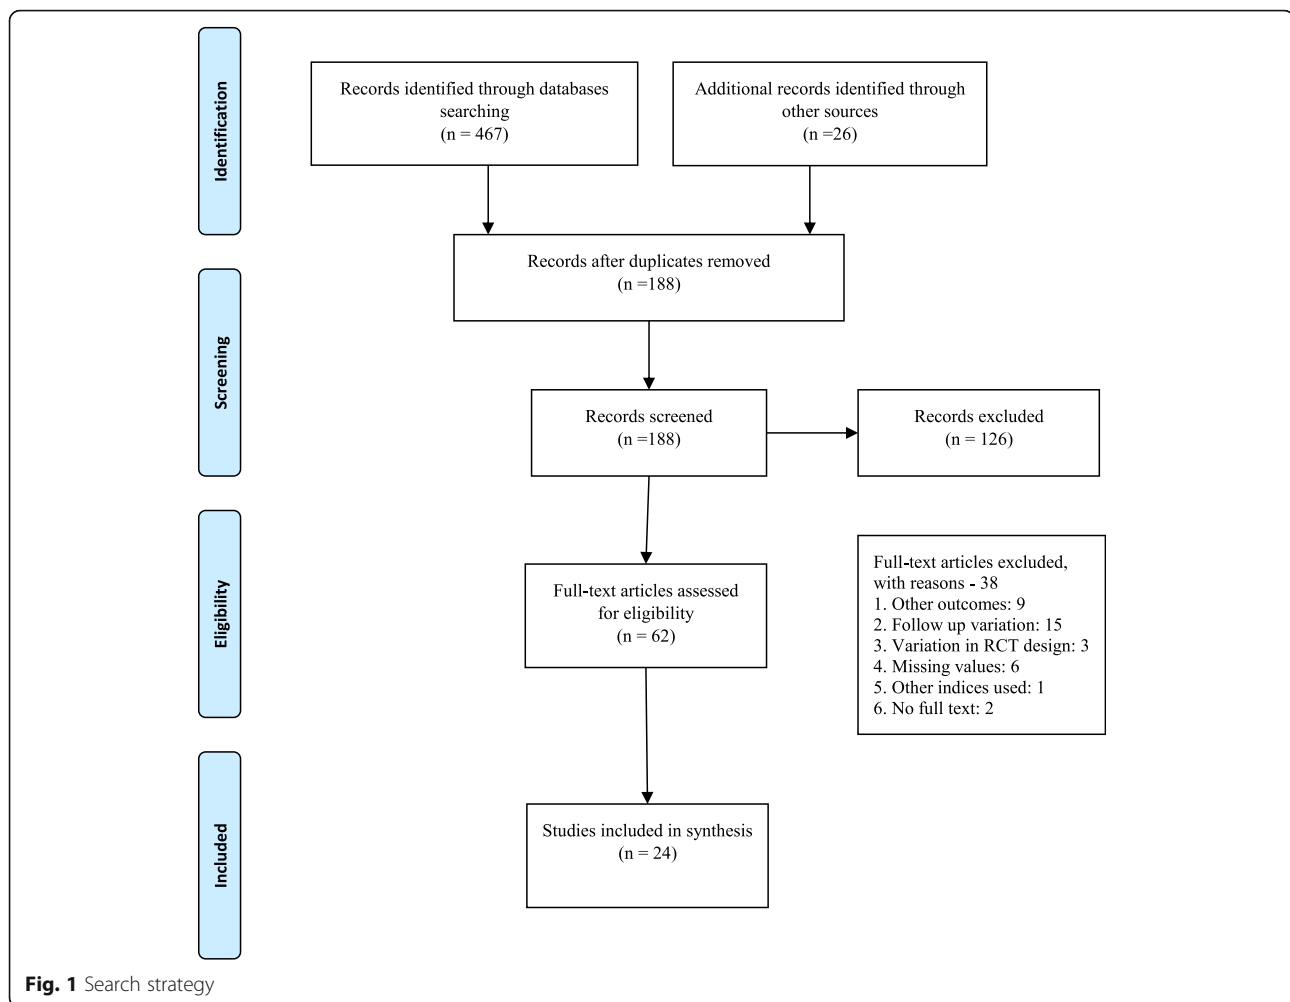 Identification
Records identified through databases
searching
(n = 467)
Additional records identified through
other sources
(n =26)
Records after duplicates removed
(n =188)
Screening
Records screened
(n =188)
Records excluded
(n = 126)
Eligibility
Full-text articles assessed
for eligibility
(n = 62)
Full-text articles excluded,
with reasons - 38
1. Other outcomes: 9
2. Follow up variation: 15
3. Variation in RCT design: 3
4. Missing values: 6
5. Other indices used: 1
6. No full text: 2
Included
Studies included in synthesis
(n = 24)
Fig. 1 Search strategy